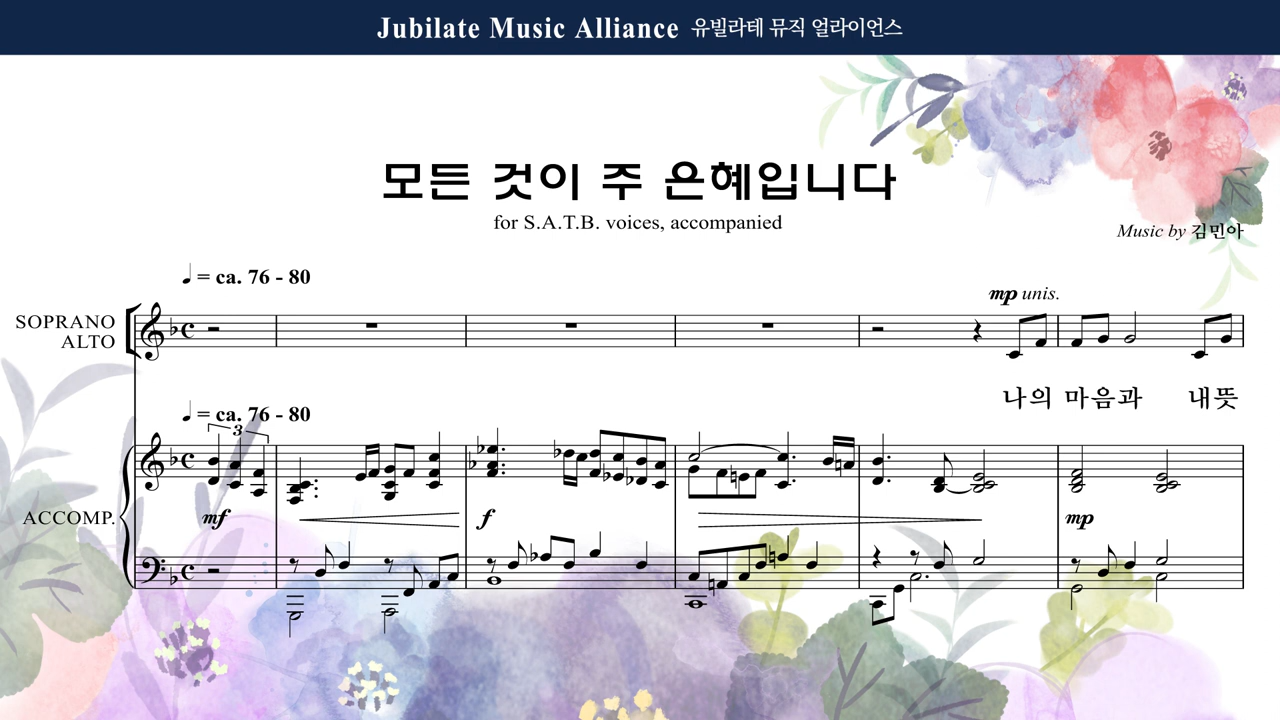 Jubilate Music Alliance 유빌라테 뮤직 얼라이언스
모든 것이 주 은혜입니다
for S.A.T.B. voices, accompanied
Music by 김민아
♩ = ca. 76 - 80
mp unis.
SOPRANO
ALTO
나의 마음과 내뜻
♩ = ca. 76 - 80
3
ACCOMP.
mf f mp